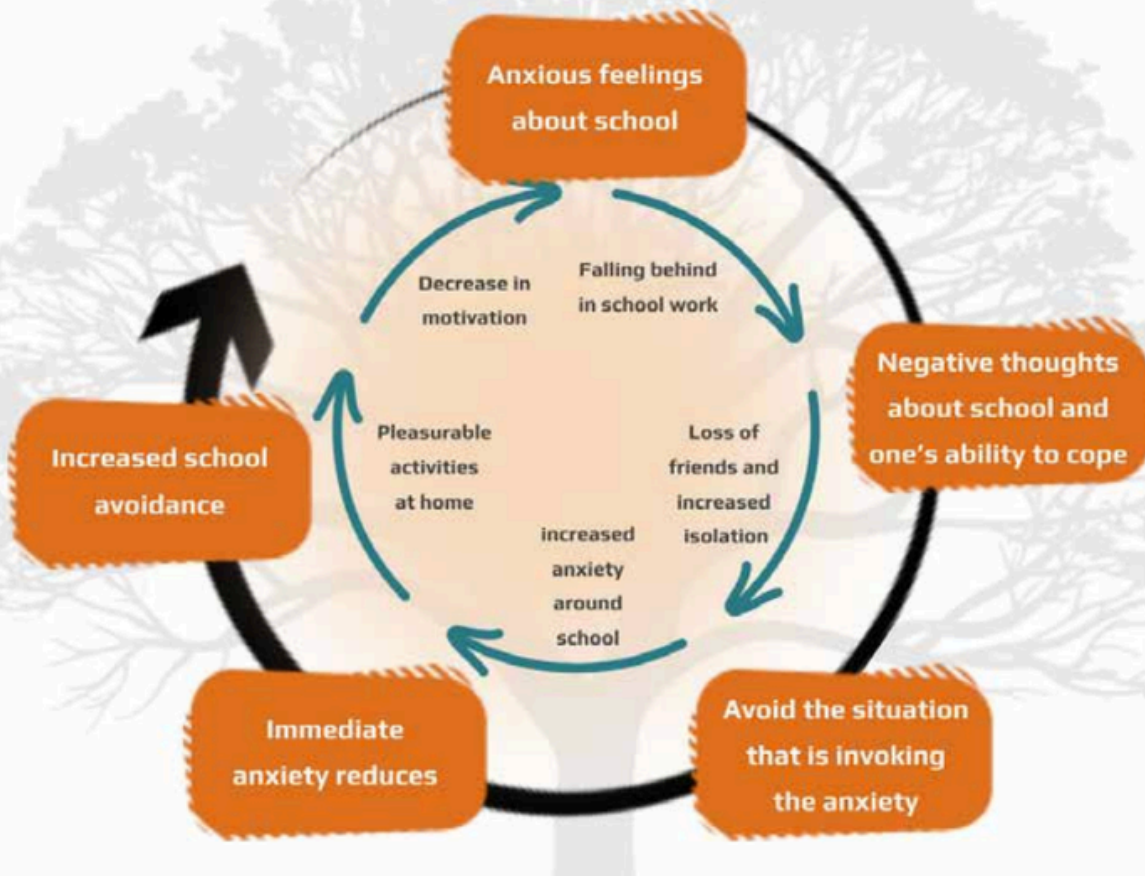 Anxious feelings
about school
Negative thoughts
about school and
one's ability to cope
Avoid the situation
that is invoking
the anxiety
Immediate
anxiety reduces
Increased school
avoidance
Falling behind
in school work
Loss of
friends and
increased
isolation
increased
anxiety
around
school
Pleasurable
activities
at home
Decrease in
motivation